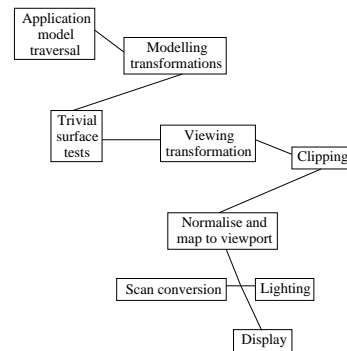 Application
model
traversal
Modelling
transformations
Trivial
surface
tests
Viewing
transformation
Clipping
Normalise and
map to viewport
Scan conversion
Lighting
Display